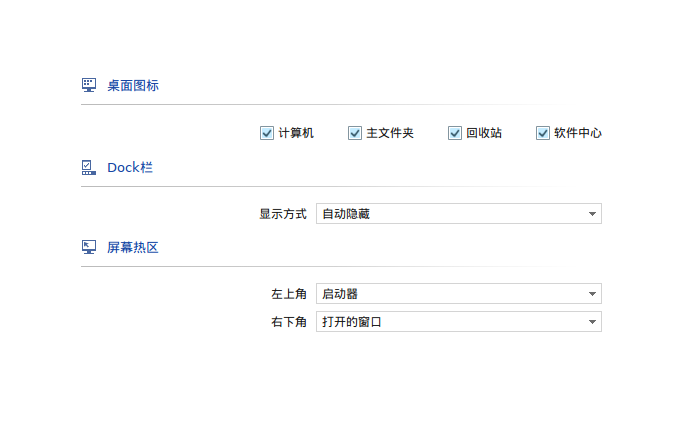 桌面图标
计算机 主文件夹 回收站 软件中心
Dock栏
显示方式 自动隐藏
屏幕热区
左上角 启动器
右下角 打开的窗口